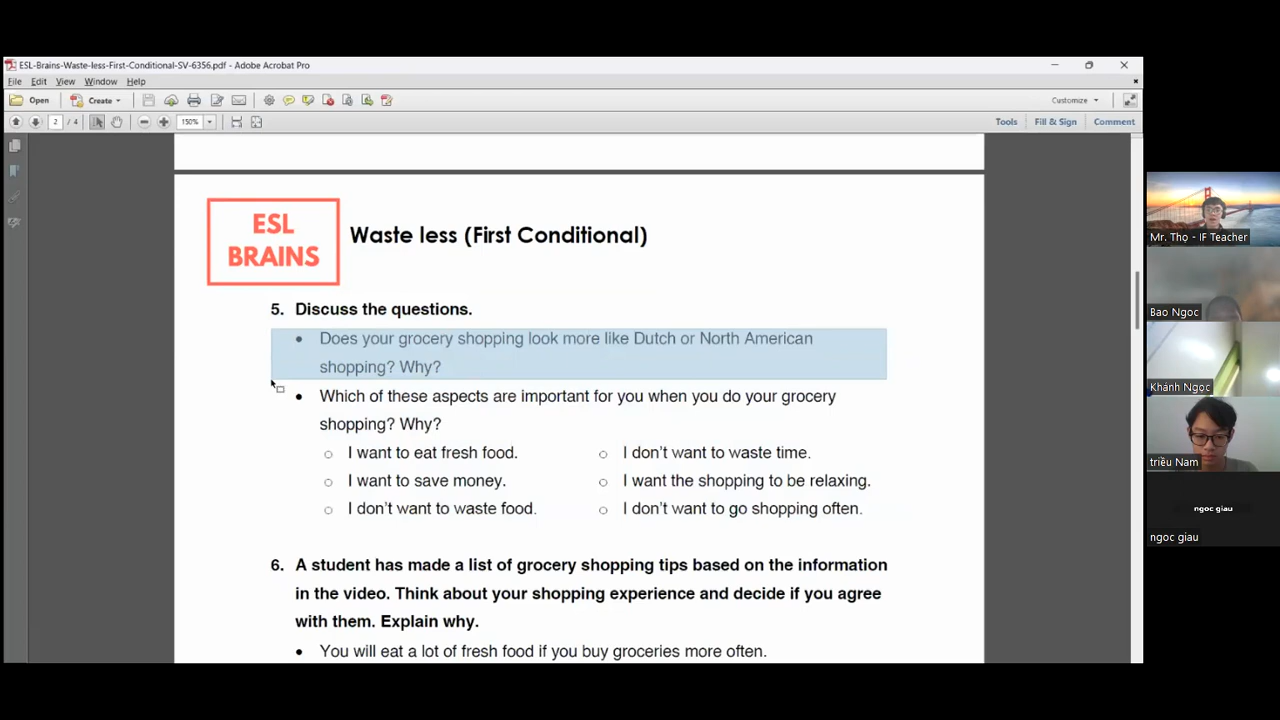 ESL-Brains-Waste-less-First-Conditional-SV-6356.pdf - Adobe Acrobat Pro
File Edit View Window Help
Open Create Customize
2 / 4 150% Tools Fill & Sign Comment
ESL
BRAINS
Waste less (First Conditional)
5. Discuss the questions.
• Does your grocery shopping look more like Dutch or North American
shopping? Why?
• Which of these aspects are important for you when you do your grocery
shopping? Why?
○ I want to eat fresh food. ○ I don't want to waste time.
○ I want to save money. ○ I want the shopping to be relaxing.
○ I don't want to waste food. ○ I don't want to go shopping often.
6. A student has made a list of grocery shopping tips based on the information
in the video. Think about your shopping experience and decide if you agree
with them. Explain why.
• You will eat a lot of fresh food if you buy groceries more often.
Mr. Thọ - IF Teacher
Bao Ngoc
Khánh Ngọc
triều Nam
ngoc giau
ngoc giau